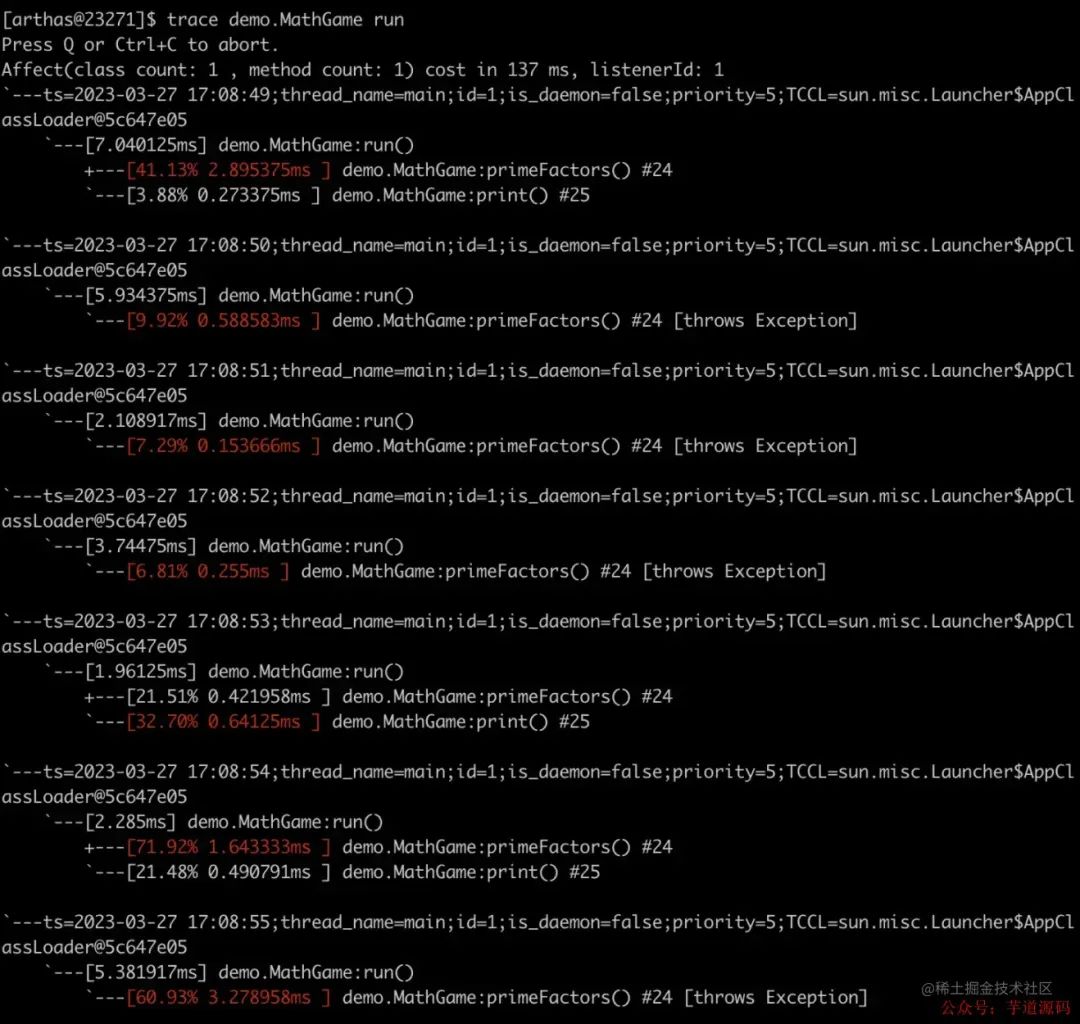 [arthas@23271]$ trace demo.MathGame run
Press Q or Ctrl+C to abort.
Affect(class count: 1 , method count: 1) cost in 137 ms, listenerId: 1
`---ts=2023-03-27 17:08:49;thread_name=main;id=1;is_daemon=false;priority=5;TCCL=sun.misc.Launcher$AppCl
assLoader@5c647e05
    `---[7.040125ms] demo.MathGame:run()
        +---[41.13% 2.895375ms ] demo.MathGame:primeFactors() #24
        `---[3.88% 0.273375ms ] demo.MathGame:print() #25
`---ts=2023-03-27 17:08:50;thread_name=main;id=1;is_daemon=false;priority=5;TCCL=sun.misc.Launcher$AppCl
assLoader@5c647e05
    `---[5.934375ms] demo.MathGame:run()
        `---[9.92% 0.588583ms ] demo.MathGame:primeFactors() #24 [throws Exception]
`---ts=2023-03-27 17:08:51;thread_name=main;id=1;is_daemon=false;priority=5;TCCL=sun.misc.Launcher$AppCl
assLoader@5c647e05
    `---[2.108917ms] demo.MathGame:run()
        `---[7.29% 0.153666ms ] demo.MathGame:primeFactors() #24 [throws Exception]
`---ts=2023-03-27 17:08:52;thread_name=main;id=1;is_daemon=false;priority=5;TCCL=sun.misc.Launcher$AppCl
assLoader@5c647e05
    `---[3.74475ms] demo.MathGame:run()
        `---[6.81% 0.255ms ] demo.MathGame:primeFactors() #24 [throws Exception]
`---ts=2023-03-27 17:08:53;thread_name=main;id=1;is_daemon=false;priority=5;TCCL=sun.misc.Launcher$AppCl
assLoader@5c647e05
    `---[1.96125ms] demo.MathGame:run()
        +---[21.51% 0.421958ms ] demo.MathGame:primeFactors() #24
        `---[32.70% 0.64125ms ] demo.MathGame:print() #25
`---ts=2023-03-27 17:08:54;thread_name=main;id=1;is_daemon=false;priority=5;TCCL=sun.misc.Launcher$AppCl
assLoader@5c647e05
    `---[2.285ms] demo.MathGame:run()
        +---[71.92% 1.643333ms ] demo.MathGame:primeFactors() #24
        `---[21.48% 0.490791ms ] demo.MathGame:print() #25
`---ts=2023-03-27 17:08:55;thread_name=main;id=1;is_daemon=false;priority=5;TCCL=sun.misc.Launcher$AppCl
assLoader@5c647e05
    `---[5.381917ms] demo.MathGame:run()
        `---[60.93% 3.278958ms ] demo.MathGame:primeFactors() #24 [throws Exception]
@稀土掘金技术社区
公众号：芋道源码